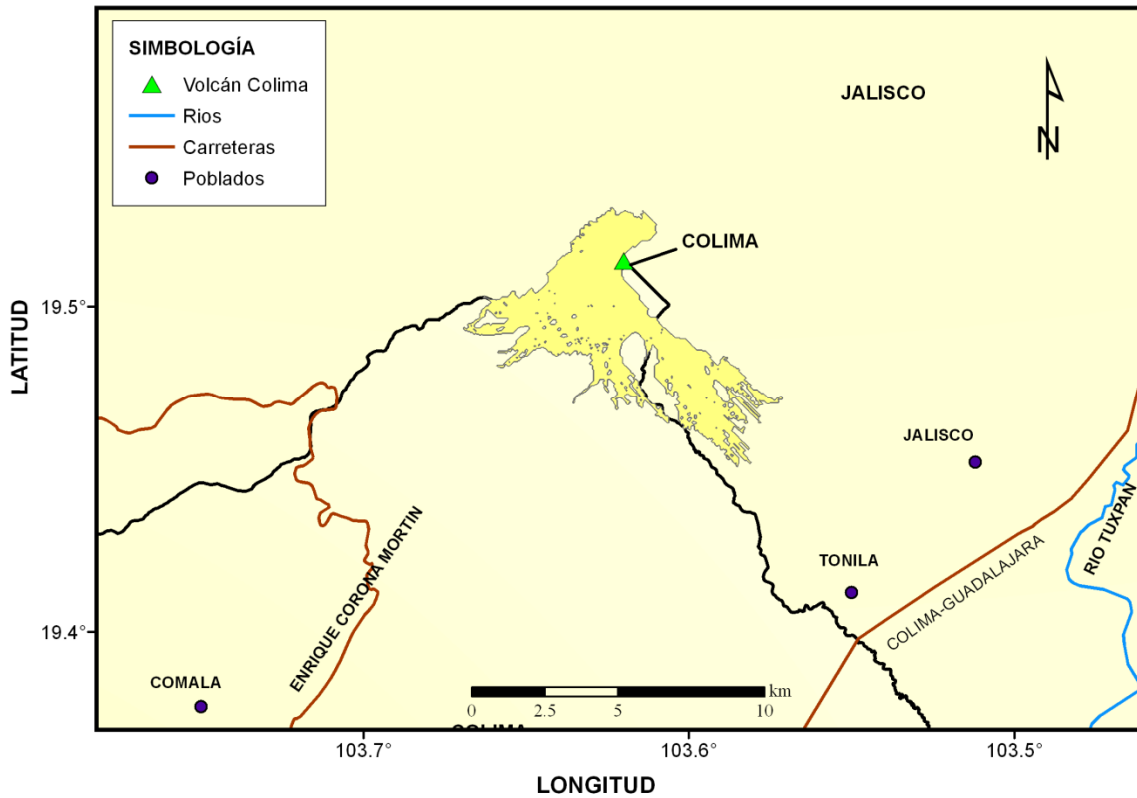 SIMBOLOGÍA
Volcán Colima
Rios
Carreteras
Poblados
JALISCO
N
COLIMA
19.5°
LATITUD
JALISCO
TONILA
RIO TUXPAN
COLIMA-GUADALAJARA
ENRIQUE CORONA MORTIN
19.4°
COMALA
km
0 2.5 5 10
COLIMA
103.7° 103.6° 103.5°
LONGITUD